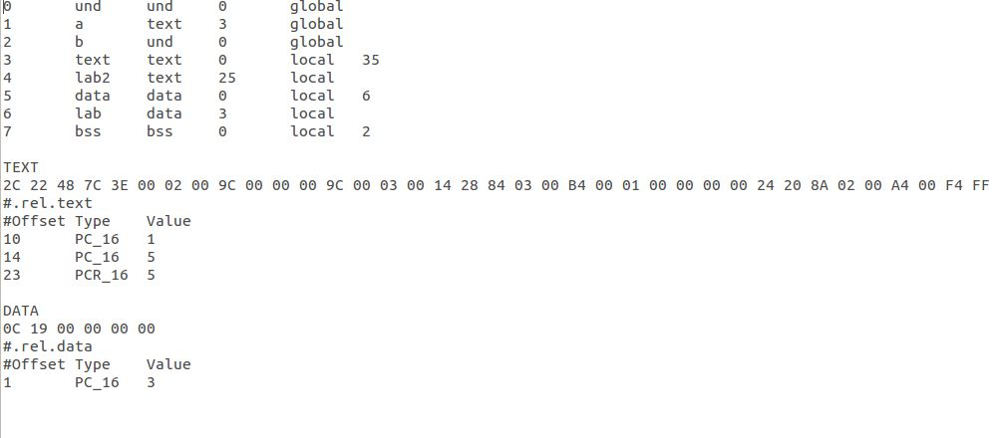 0 und und 0 global
1 a text 3 global
2 b und 0 global
3 text text 0 local 35
4 lab2 text 25 local
5 data data 0 local 6
6 lab data 3 local
7 bss bss 0 local 2
TEXT
2C 22 48 7C 3E 00 02 00 9C 00 00 00 9C 00 03 00 14 28 84 03 00 B4 00 01 00 00 00 00 24 20 8A 02 00 A4 00 F4 FF
#.rel.text
#Offset Type Value
10 PC_16 1
14 PC_16 5
23 PCR_16 5
DATA
0C 19 00 00 00 00
#.rel.data
#Offset Type Value
1 PC_16 3